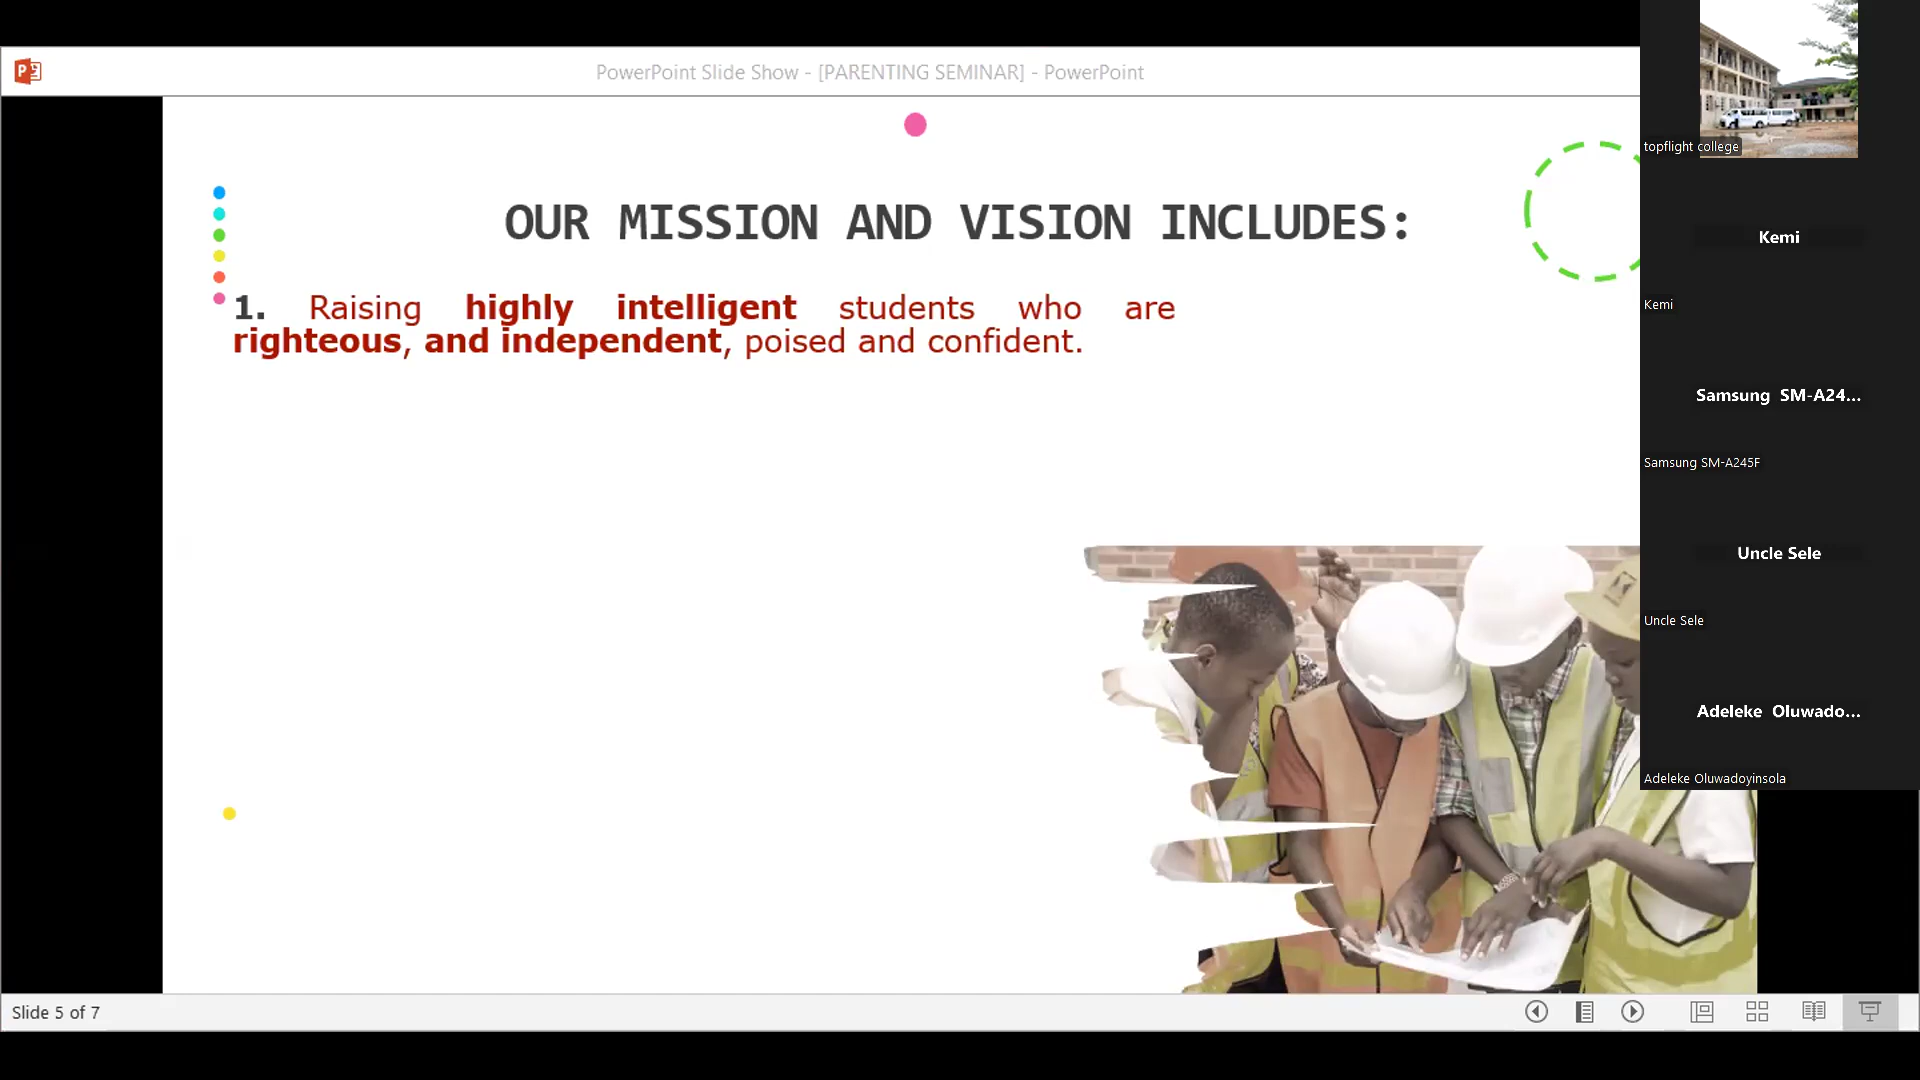 PowerPoint Slide Show - [PARENTING SEMINAR] - PowerPoint
OUR MISSION AND VISION INCLUDES:
1. Raising highly intelligent students who are
righteous, and independent, poised and confident.
topflight college
Kemi
Kemi
Samsung SM-A24...
Samsung SM-A245F
Uncle Sele
Uncle Sele
Adeleke Oluwado...
Adeleke Oluwadoyinsola
Slide 5 of 7